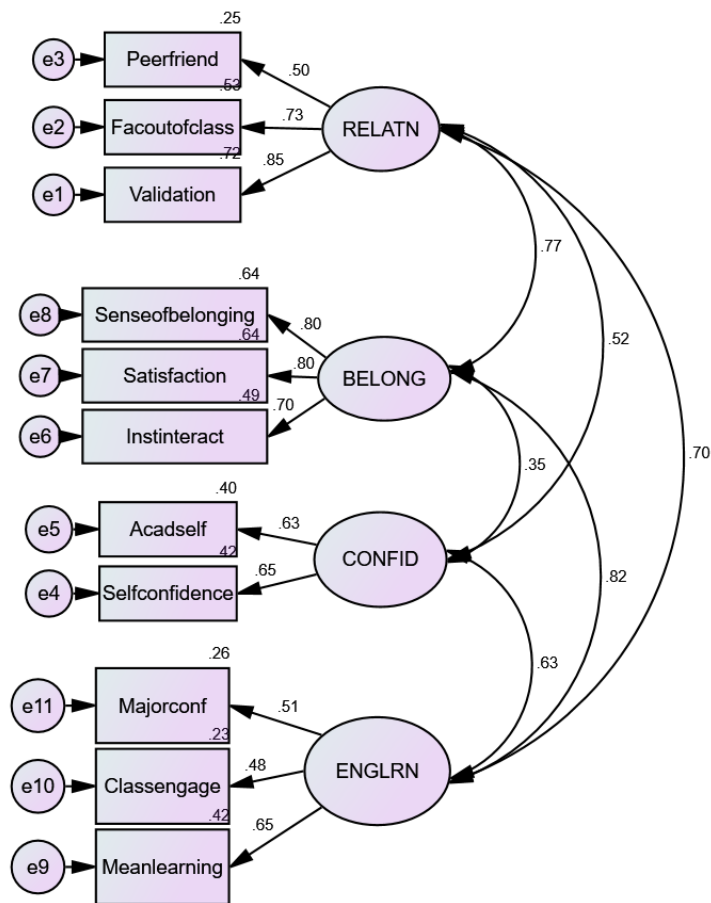 .25
e3 Peerfriend .50
.53
e2 Facoutofclass .73 RELATN
.72
e1 Validation .85
.77
.64
e8 Senseofbelonging .80
.52
.64
e7 Satisfaction .80 BELONG
.49
e6 Instinteract .70
.70
.35
.40
e5 Acadself .63
.42
CONFID
e4 Selfconfidence .65
.82
.63
.26
e11 Majorconf .51
.23
e10 Classengage .48 ENGLRN
.42
e9 Meanlearning .65